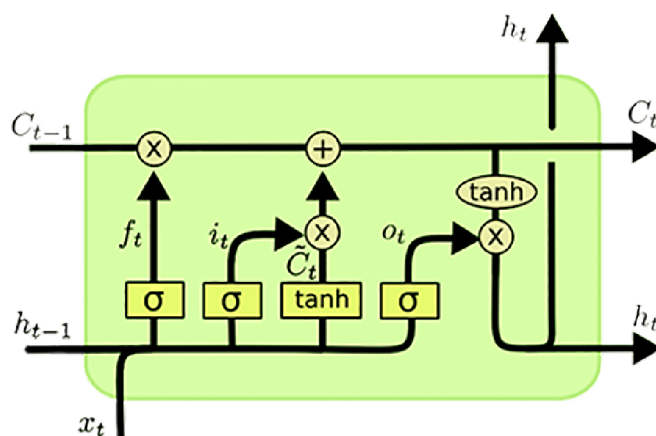 h_t
C_{t-1}
×
+
C_t
tanh
f_t
i_t
×
o_t
×
C̃_t
σ
σ
tanh
σ
h_{t-1}
h_t
x_t